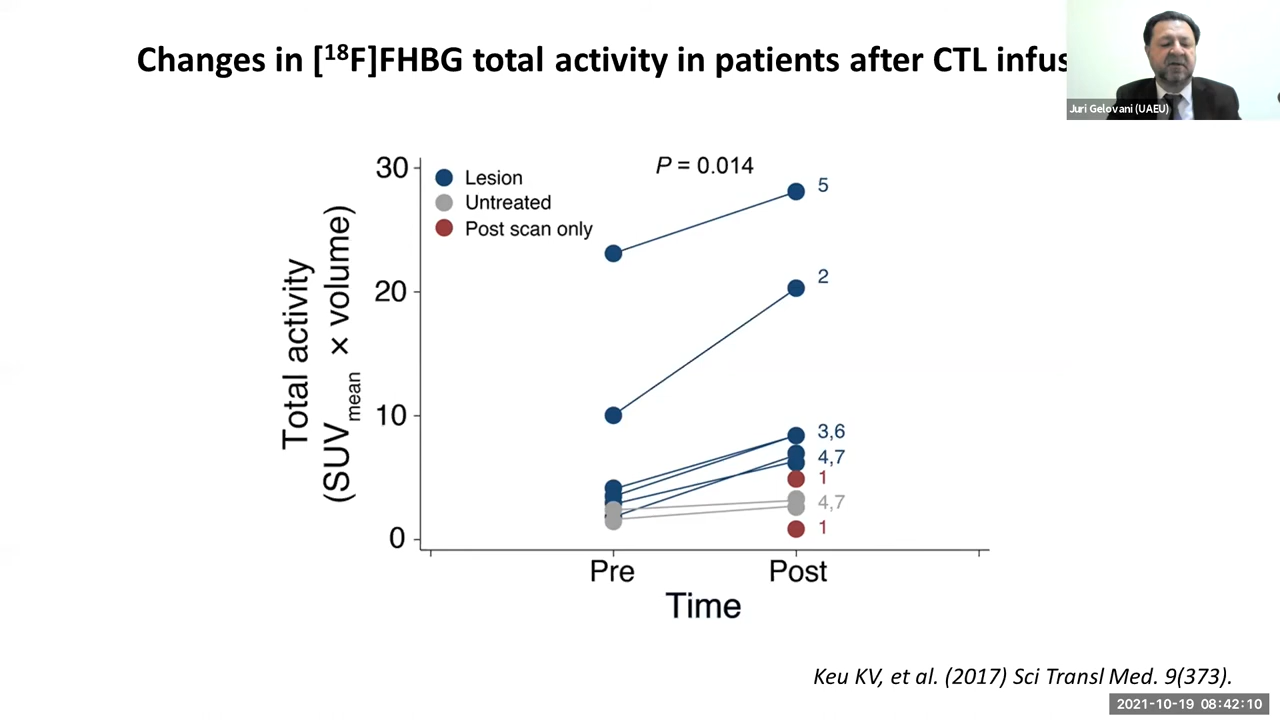 Changes in [18F]FHBG total activity in patients after CTL infus
Juri Gelovani (UAEU)
P = 0.014
Lesion
Untreated
Post scan only
Total activity
(SUVmean × volume)
30
20
10
0
5
2
3,6
4,7
1
4,7
1
Pre
Post
Time
Keu KV, et al. (2017) Sci Transl Med. 9(373).
2021-10-19 08:42:10